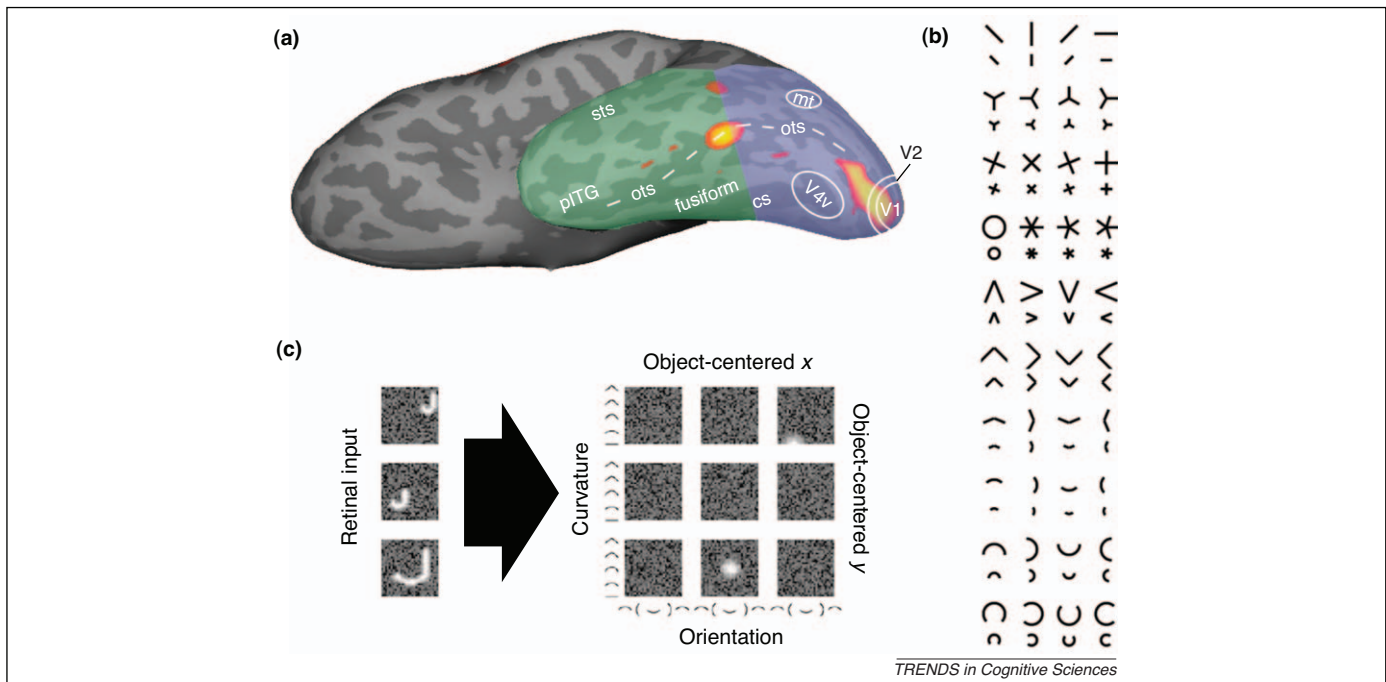 (a)
(b)
sts
mt
ots
V2
pITG
ots
fusiform
cs
V4v
V1
(c)
Object-centered x
Retinal input
Curvature
Object-centered y
Orientation
TRENDS in Cognitive Sciences